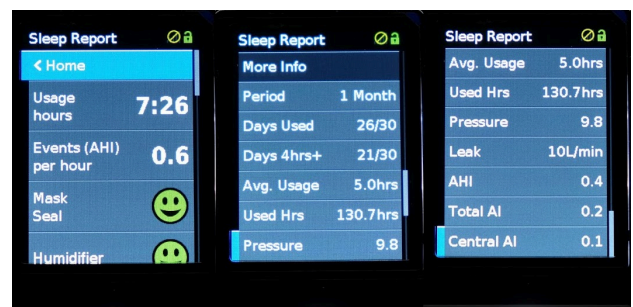 Sleep Report
< Home
Usage hours 7:26
Events (AHI) per hour 0.6
Mask Seal
Humidifier
Sleep Report
More Info
Period 1 Month
Days Used 26/30
Days 4hrs+ 21/30
Avg. Usage 5.0hrs
Used Hrs 130.7hrs
Pressure 9.8
Sleep Report
Avg. Usage 5.0hrs
Used Hrs 130.7hrs
Pressure 9.8
Leak 10L/min
AHI 0.4
Total AI 0.2
Central AI 0.1